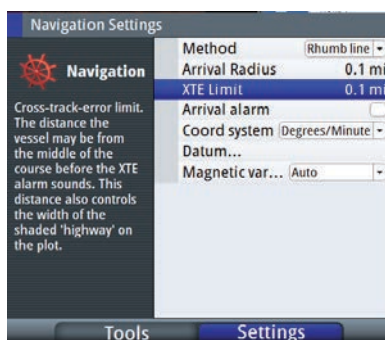 Navigation Settings
Navigation
Cross-track-error limit.
The distance the
vessel may be from
the middle of the
course before the XTE
alarm sounds. This
distance also controls
the width of the
shaded 'highway' on
the plot.
Method Rhumb line
Arrival Radius 0.1 mi
XTE Limit 0.1 mi
Arrival alarm
Coord system Degrees/Minute
Datum...
Magnetic var... Auto
Tools Settings